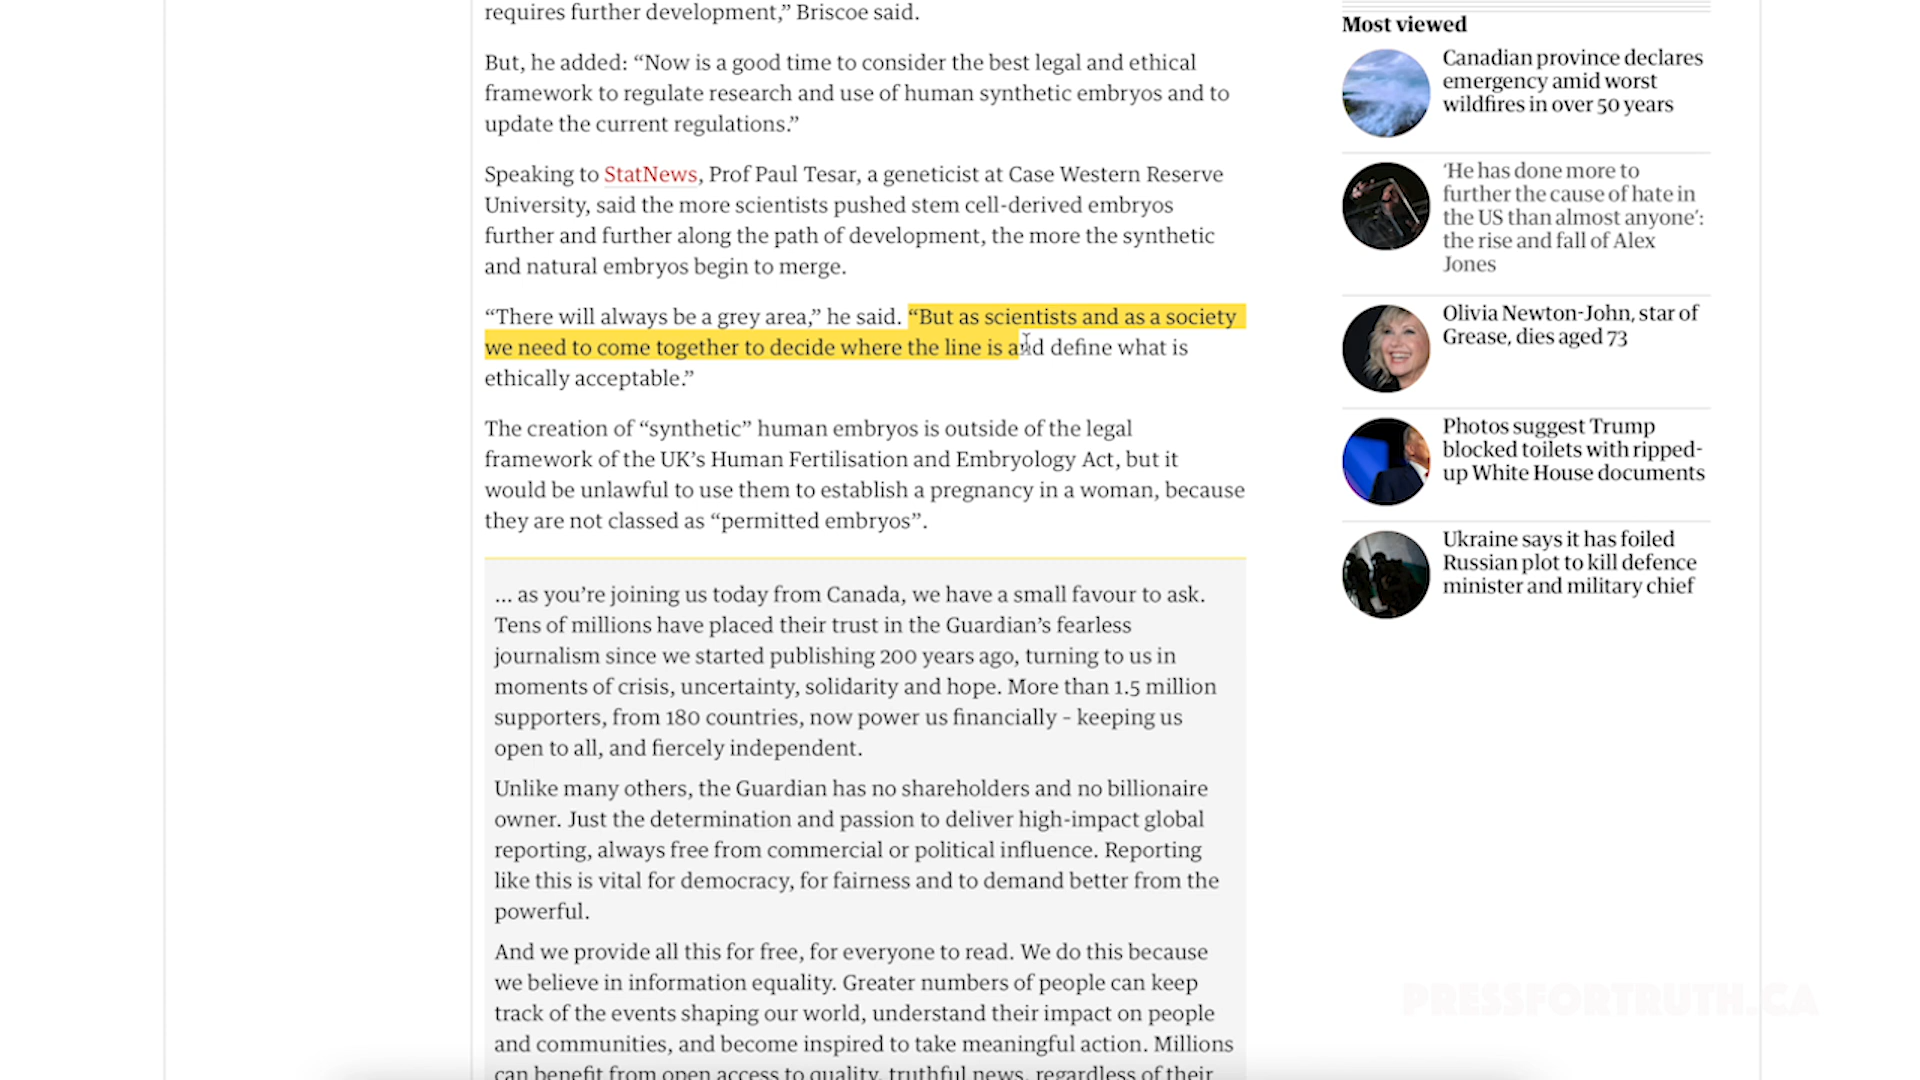 requires further development,” Briscoe said.
But, he added: “Now is a good time to consider the best legal and ethical
framework to regulate research and use of human synthetic embryos and to
update the current regulations.”
Speaking to StatNews, Prof Paul Tesar, a geneticist at Case Western Reserve
University, said the more scientists pushed stem cell-derived embryos
further and further along the path of development, the more the synthetic
and natural embryos begin to merge.
“There will always be a grey area,” he said. “But as scientists and as a society
we need to come together to decide where the line is and define what is
ethically acceptable.”
The creation of “synthetic” human embryos is outside of the legal
framework of the UK’s Human Fertilisation and Embryology Act, but it
would be unlawful to use them to establish a pregnancy in a woman, because
they are not classed as “permitted embryos”.
... as you’re joining us today from Canada, we have a small favour to ask.
Tens of millions have placed their trust in the Guardian’s fearless
journalism since we started publishing 200 years ago, turning to us in
moments of crisis, uncertainty, solidarity and hope. More than 1.5 million
supporters, from 180 countries, now power us financially – keeping us
open to all, and fiercely independent.
Unlike many others, the Guardian has no shareholders and no billionaire
owner. Just the determination and passion to deliver high-impact global
reporting, always free from commercial or political influence. Reporting
like this is vital for democracy, for fairness and to demand better from the
powerful.
And we provide all this for free, for everyone to read. We do this because
we believe in information equality. Greater numbers of people can keep
track of the events shaping our world, understand their impact on people
and communities, and become inspired to take meaningful action. Millions
can benefit from open access to quality, truthful news, regardless of their
Most viewed
Canadian province declares
emergency amid worst
wildfires in over 50 years
‘He has done more to
further the cause of hate in
the US than almost anyone’:
the rise and fall of Alex
Jones
Olivia Newton-John, star of
Grease, dies aged 73
Photos suggest Trump
blocked toilets with ripped-
up White House documents
Ukraine says it has foiled
Russian plot to kill defence
minister and military chief
PRESSFORTRUTH.CA